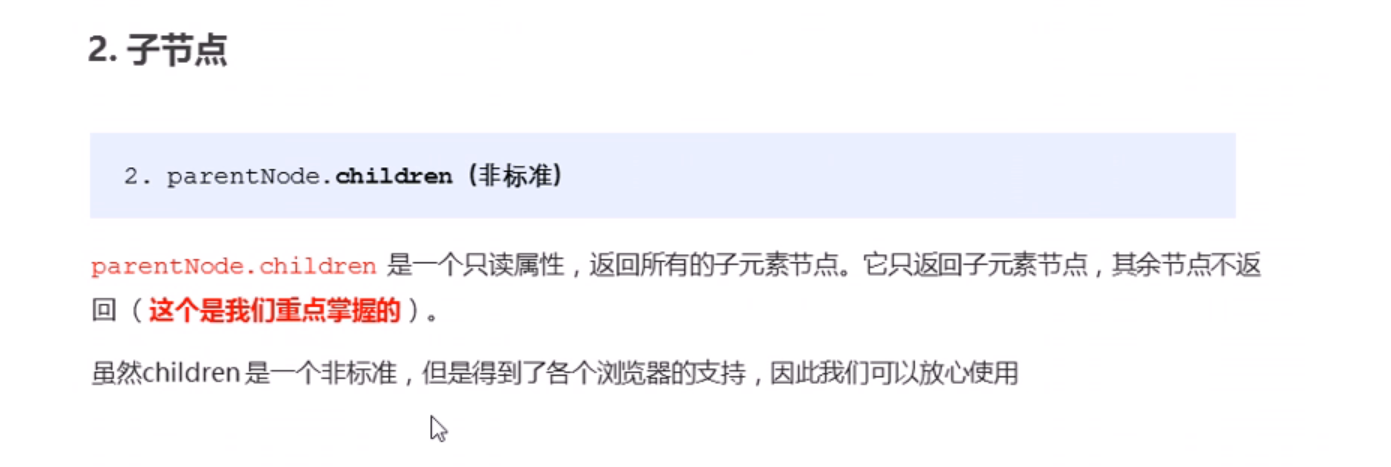 2. 子节点
2. parentNode.children（非标准）
parentNode.children 是一个只读属性，返回所有的子元素节点。它只返回子元素节点，其余节点不返
回（这个是我们重点掌握的）。
虽然children 是一个非标准，但是得到了各个浏览器的支持，因此我们可以放心使用